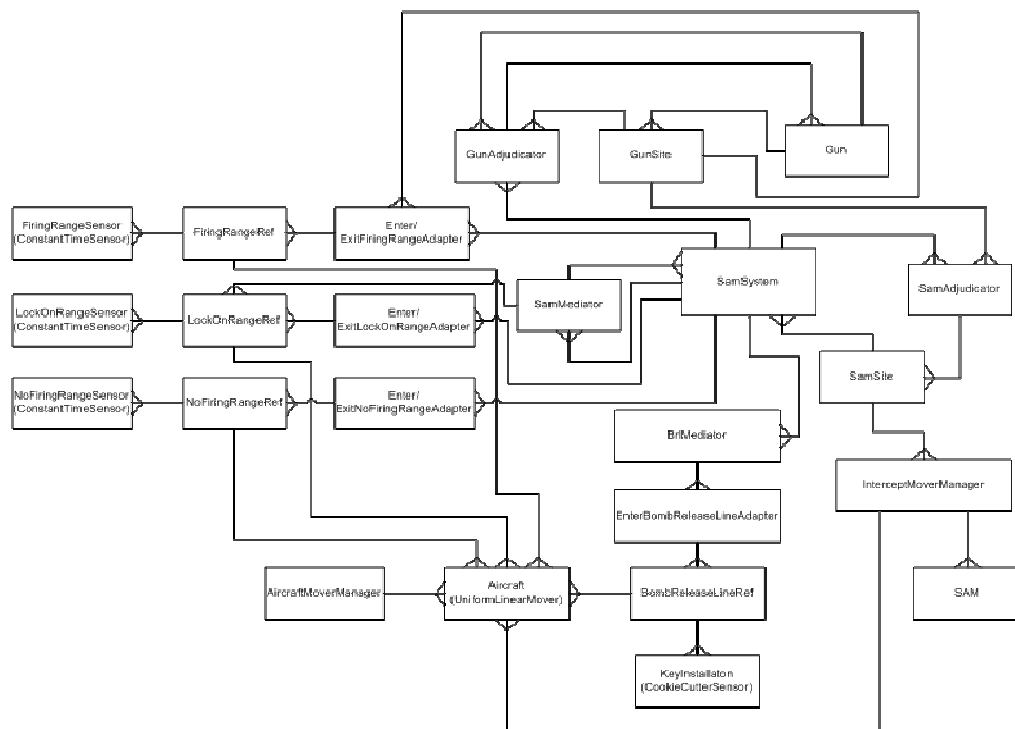 GunAdjudicator
GunSite
Gun
FiringRangeSensor
(ConstantTimeSensor)
FiringRangeRef
Enter/
ExitFiringRangeAdapter
SamSystem
SamAdjudicator
LockOnRangeSensor
(ConstantTimeSensor)
LockOnRangeRef
Enter/
ExitLockOnRangeAdapter
SamMediator
SamSite
NoFiringRangeSensor
(ConstantTimeSensor)
NoFiringRangeRef
Enter/
ExitNoFiringRangeAdapter
BrlMediator
InterceptMoverManager
EnterBombReleaseLineAdapter
AircraftMoverManager
Aircraft
(UniformLinearMover)
BombReleaseLineRef
SAM
KeyInstallaton
(CookieCutterSensor)